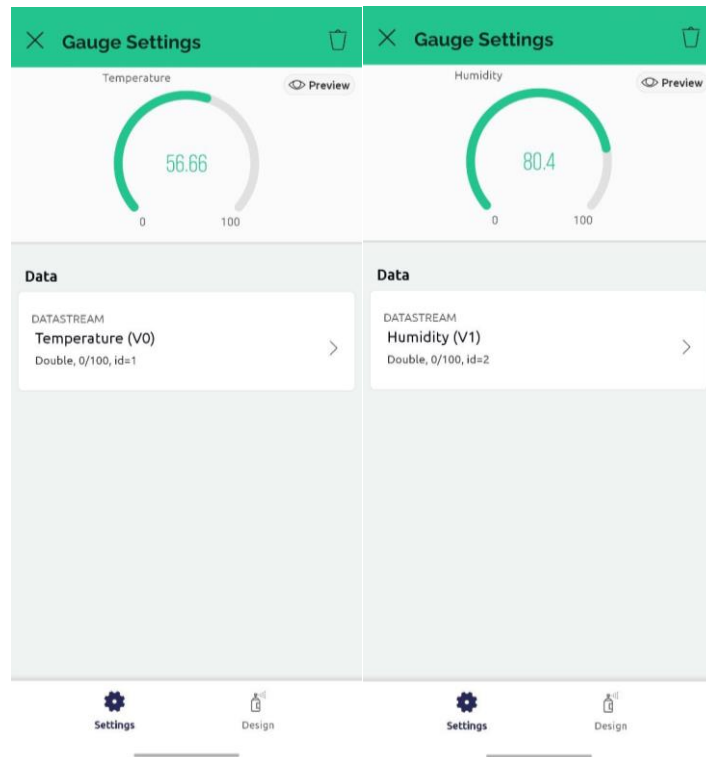 Gauge Settings
Temperature
Preview
56.66
0 100
Data
DATASTREAM
Temperature (V0)
Double, 0/100, id=1
Settings Design
Gauge Settings
Humidity
Preview
80.4
0 100
Data
DATASTREAM
Humidity (V1)
Double, 0/100, id=2
Settings Design